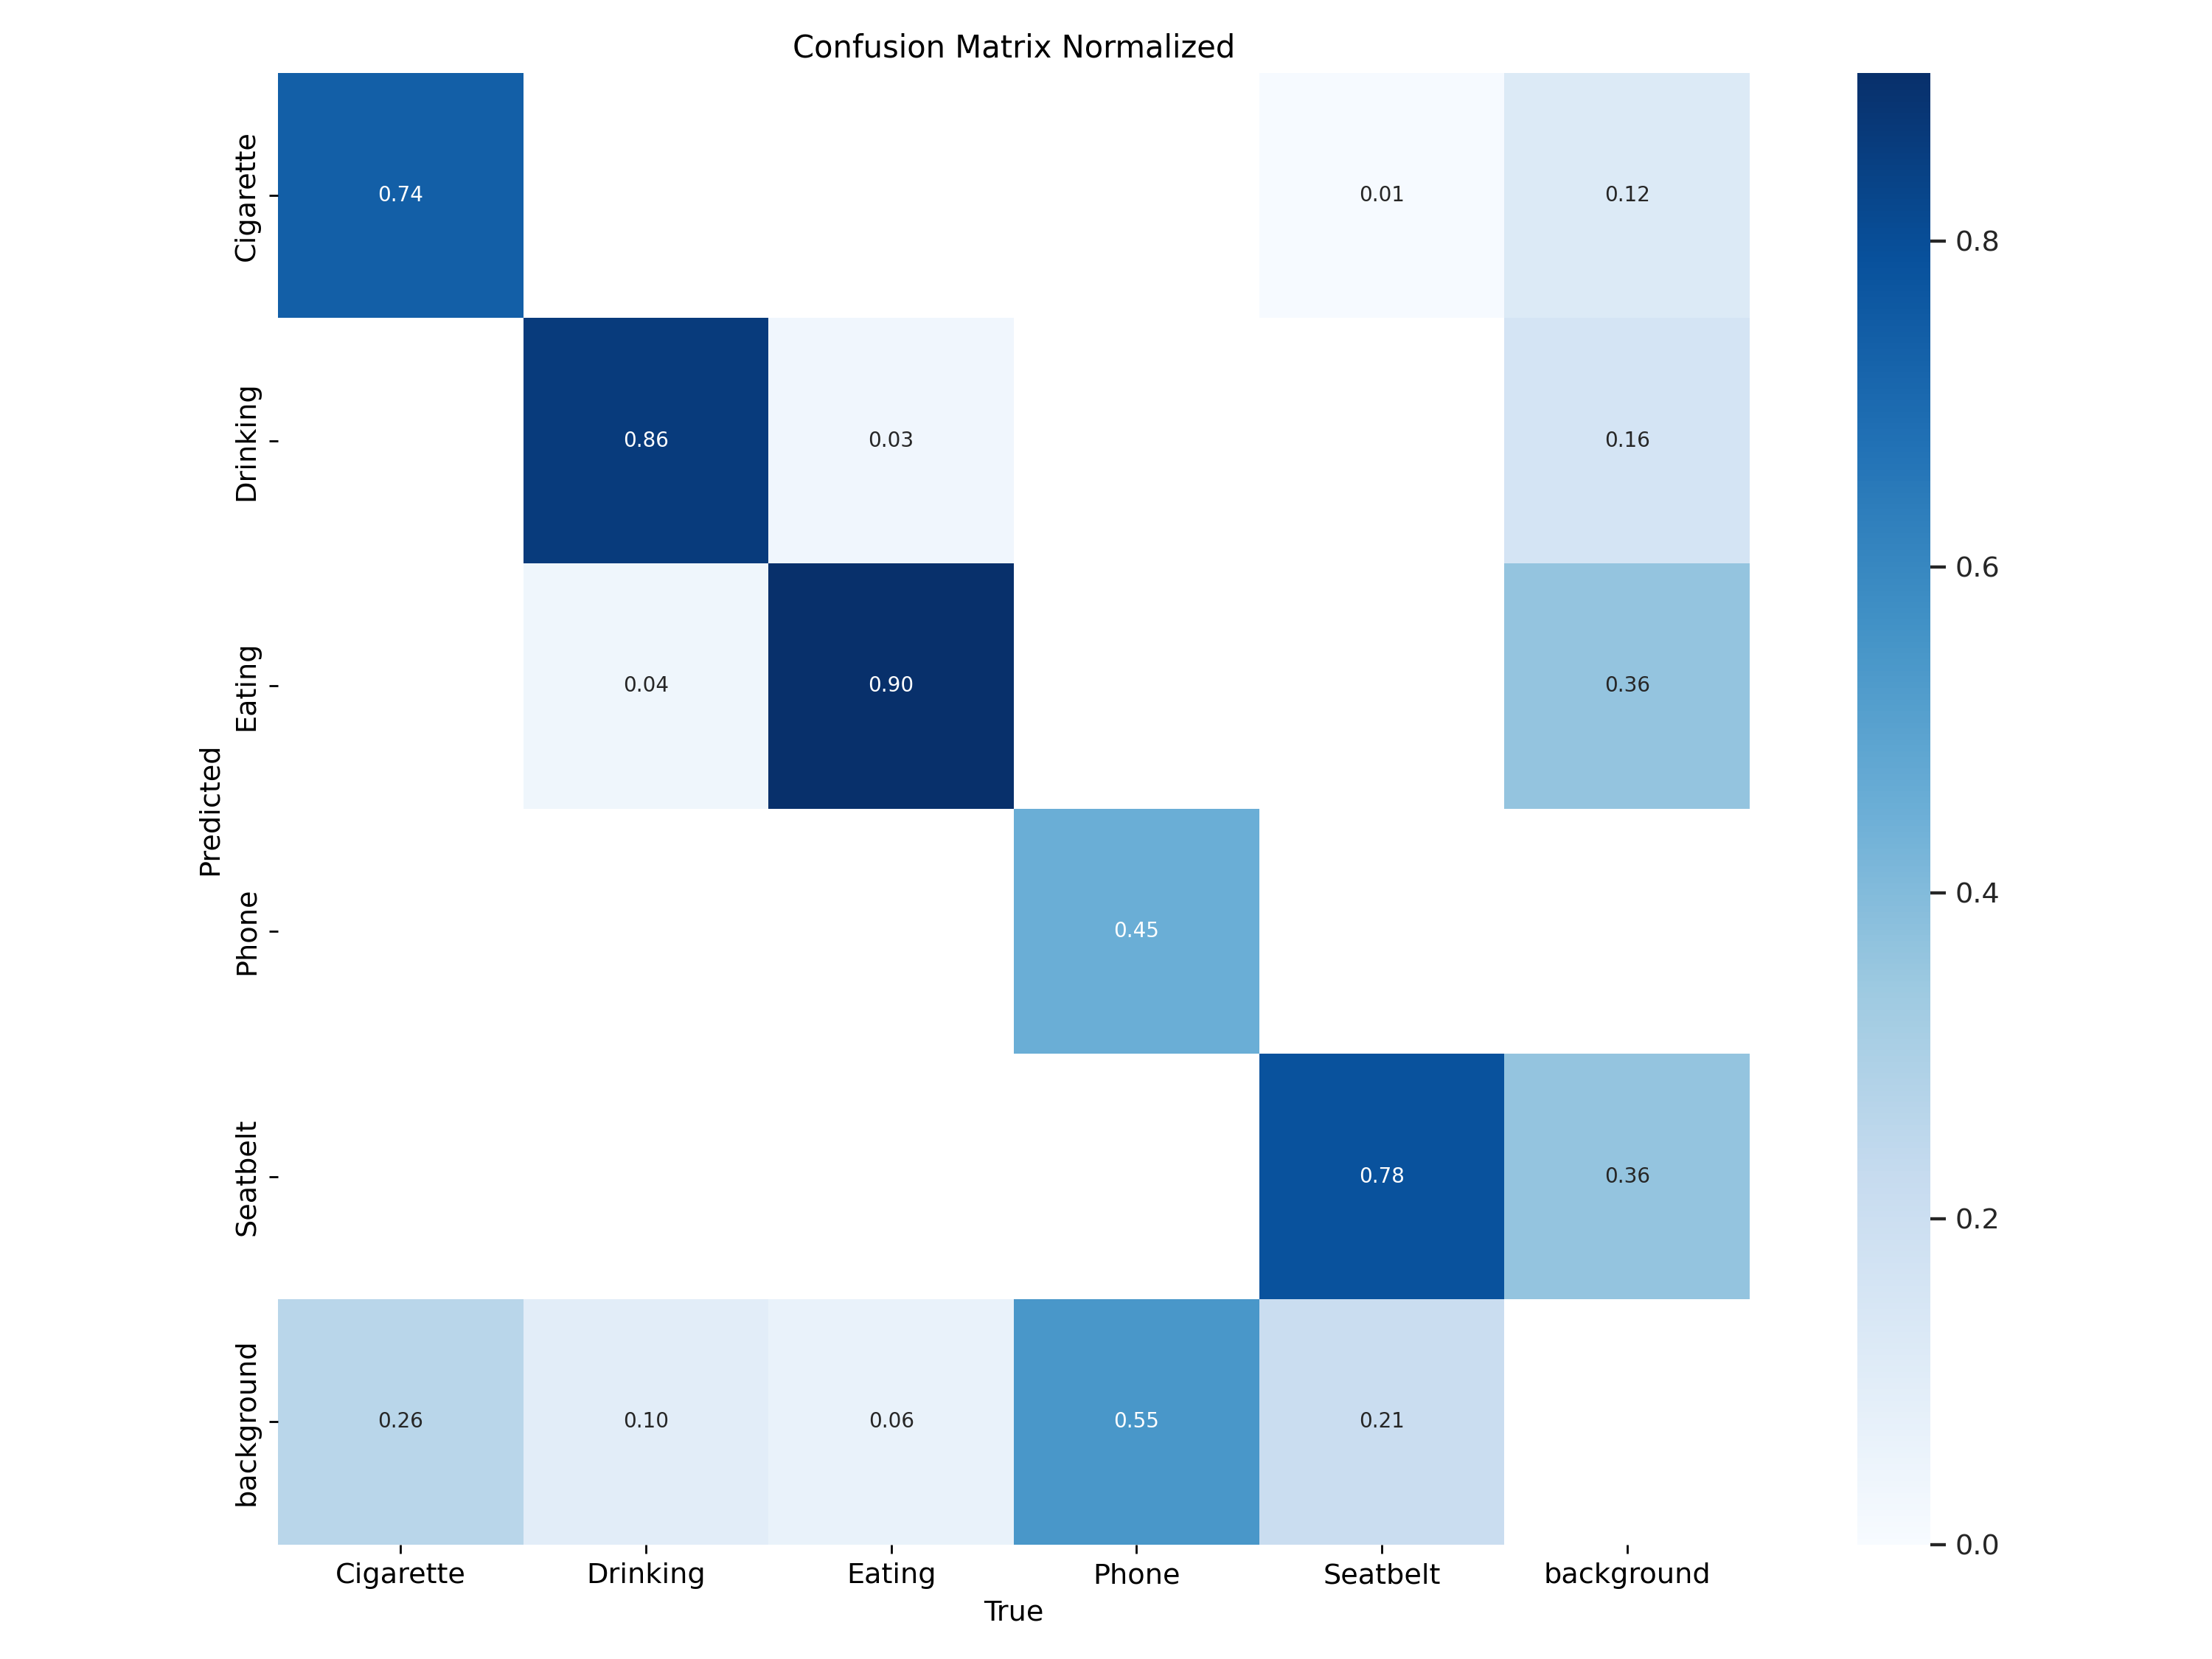 Confusion Matrix Normalized
Cigarette
0.74
0.01
0.12
0.8
Drinking
0.86
0.03
0.16
0.6
Eating
0.04
0.90
0.36
Predicted
0.4
Phone
0.45
Seatbelt
0.78
0.36
0.2
background
0.26
0.10
0.06
0.55
0.21
0.0
Cigarette
Drinking
Eating
Phone
Seatbelt
background
True